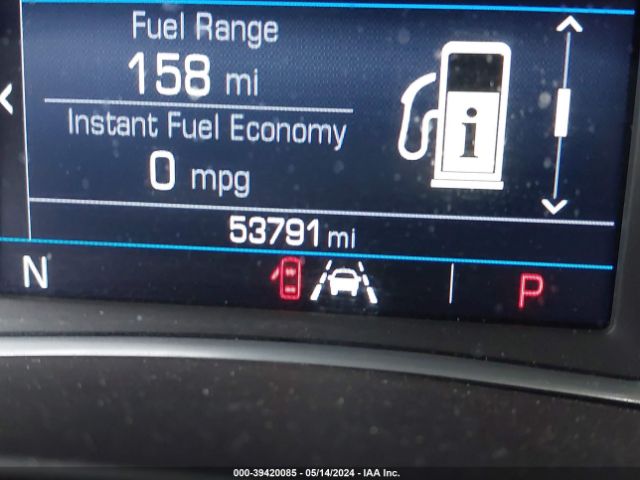 Fuel Range
158 mi
Instant Fuel Economy
0 mpg
i
53791 mi
N
P
000-39420085 - 05/14/2024 - IAA Inc.